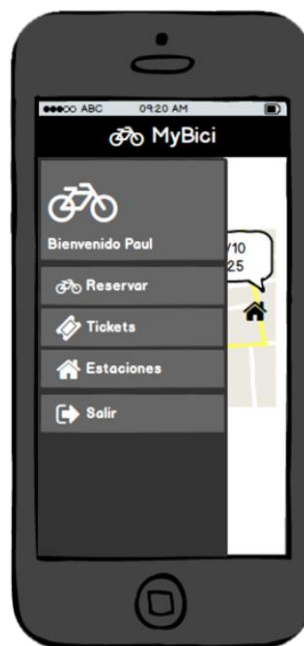 ABC 09:20 AM
MyBici
Bienvenido Paul
/10
25
Reservar
Tickets
Estaciones
Salir